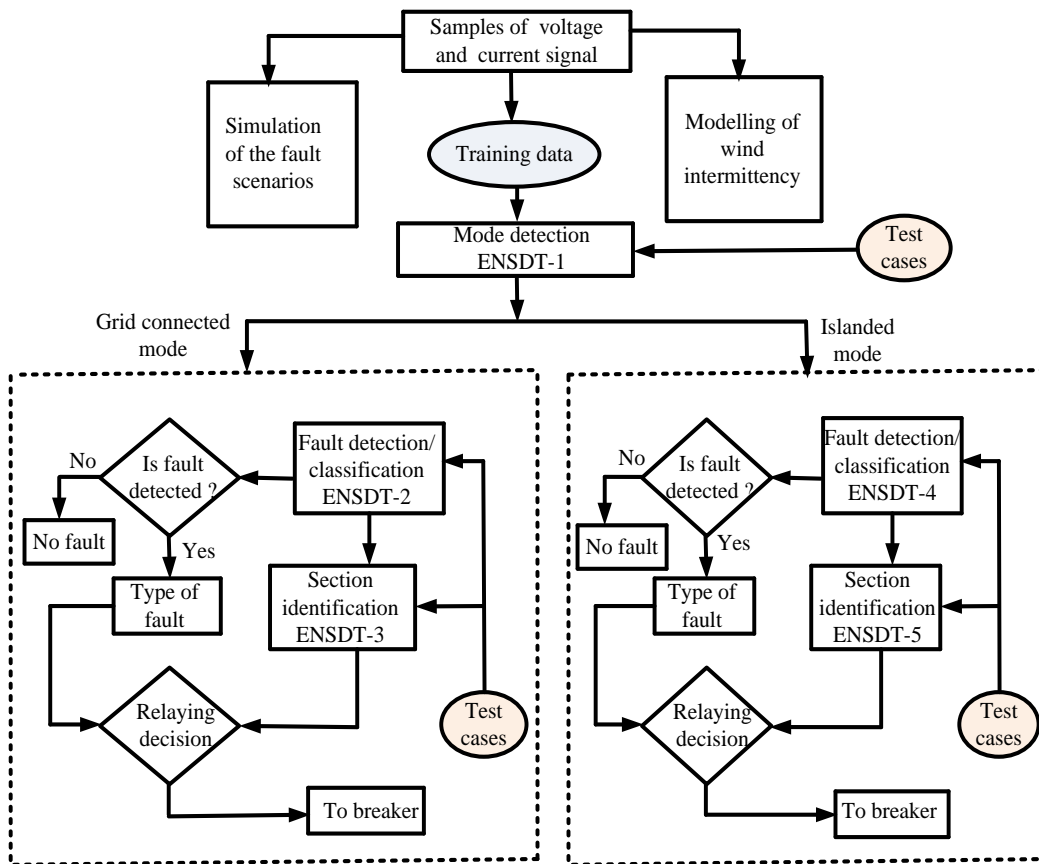 Samples of voltage
and current signal
Simulation
of the fault
scenarios
Training data
Modelling of
wind
intermittency
Mode detection
ENSDT-1
Test
cases
Grid connected
mode
Islanded
mode
No
Is fault
detected ?
Fault detection/
classification
ENSDT-2
No fault
Yes
Type of
fault
Section
identification
ENSDT-3
Relaying
decision
Test
cases
To breaker
No
Is fault
detected ?
Fault detection/
classification
ENSDT-4
No fault
Yes
Type of
fault
Section
identification
ENSDT-5
Relaying
decision
Test
cases
To breaker